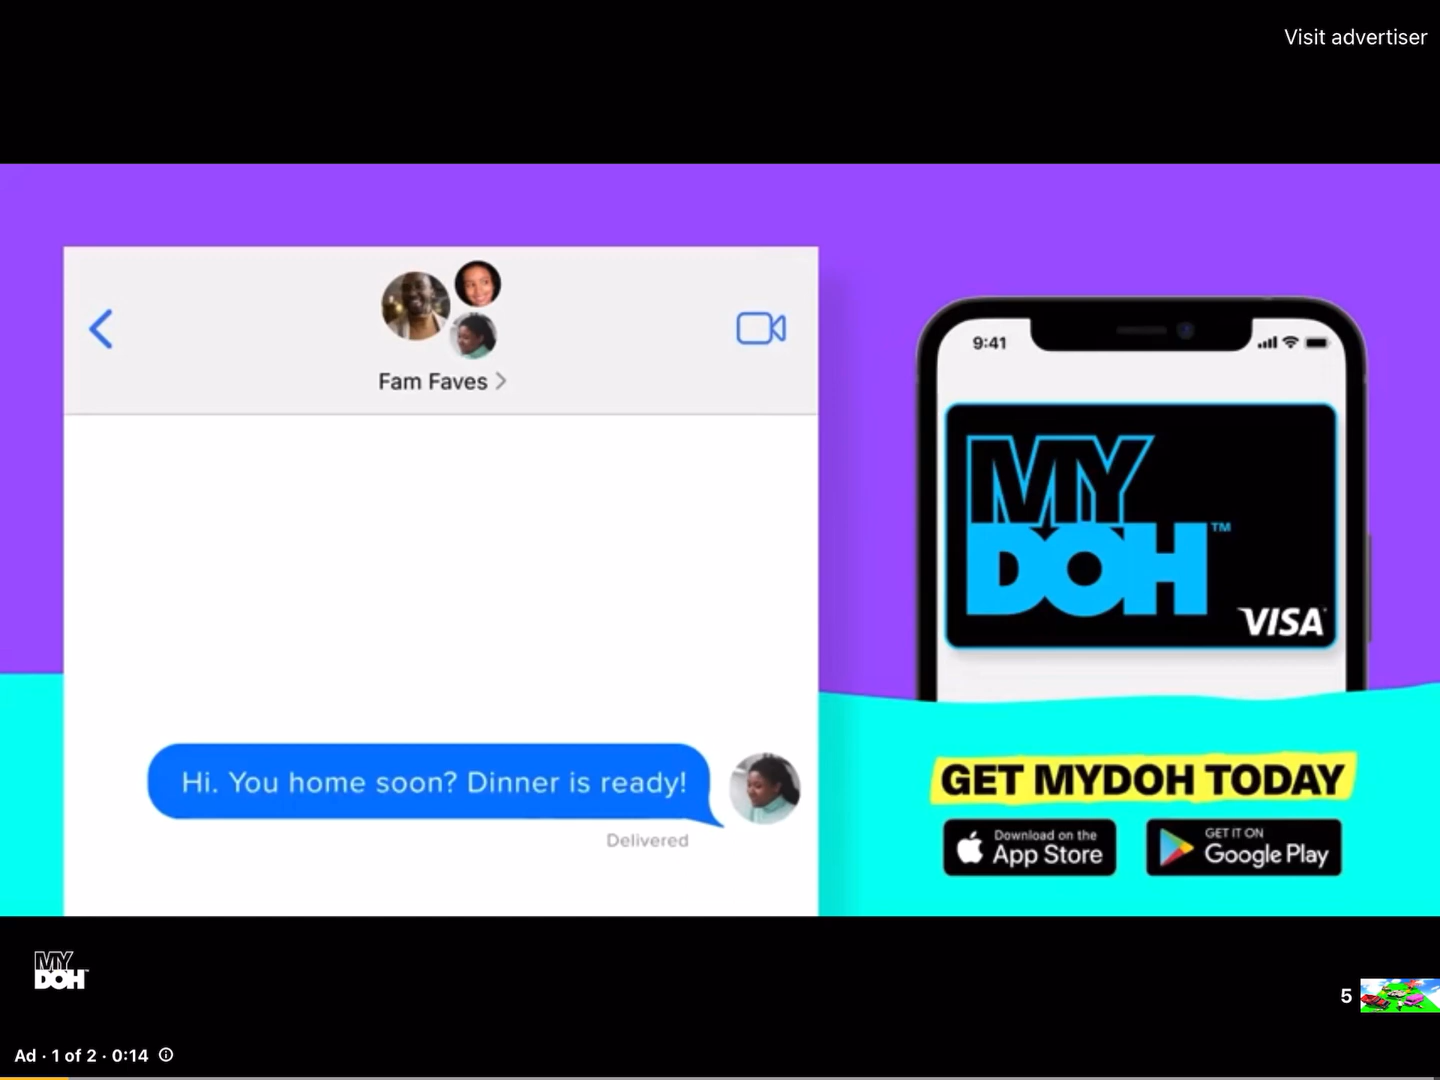 Visit advertiser
Fam Faves
Hi. You home soon? Dinner is ready!
Delivered
9:41
MY
DOH™
VISA
GET MYDOH TODAY
Download on the
App Store
GET IT ON
Google Play
MY
DOH
5
Ad · 1 of 2 · 0:14